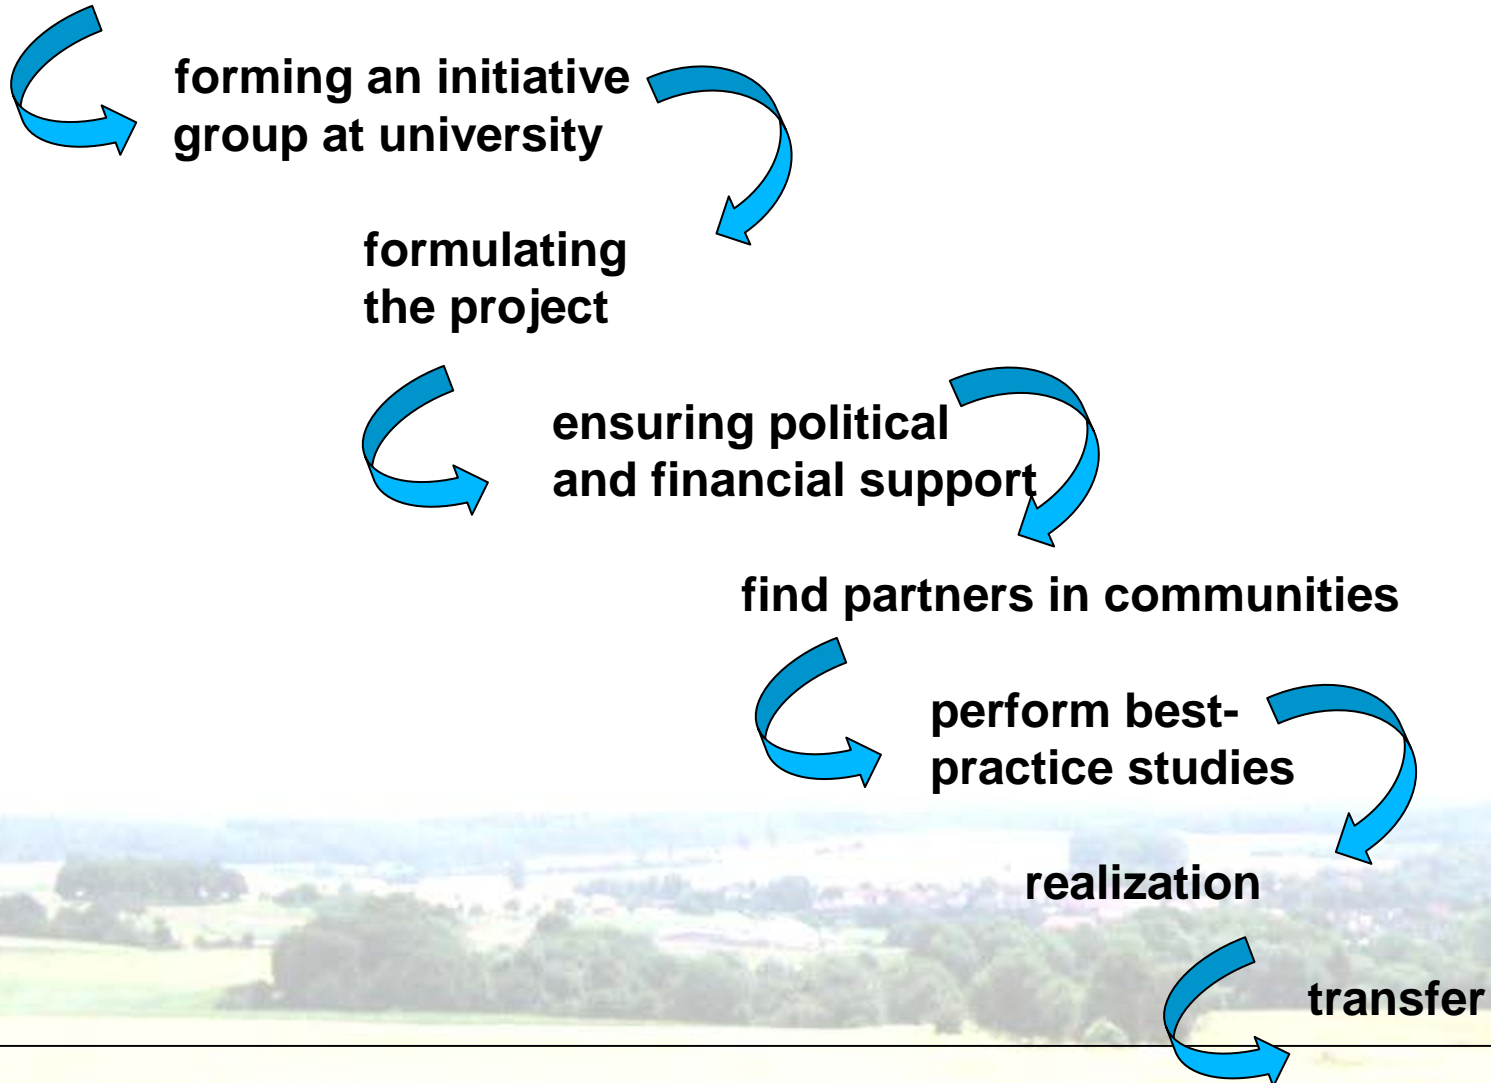 forming an initiative
group at university
formulating
the project
ensuring political
and financial support
find partners in communities
perform best-
practice studies
realization
transfer